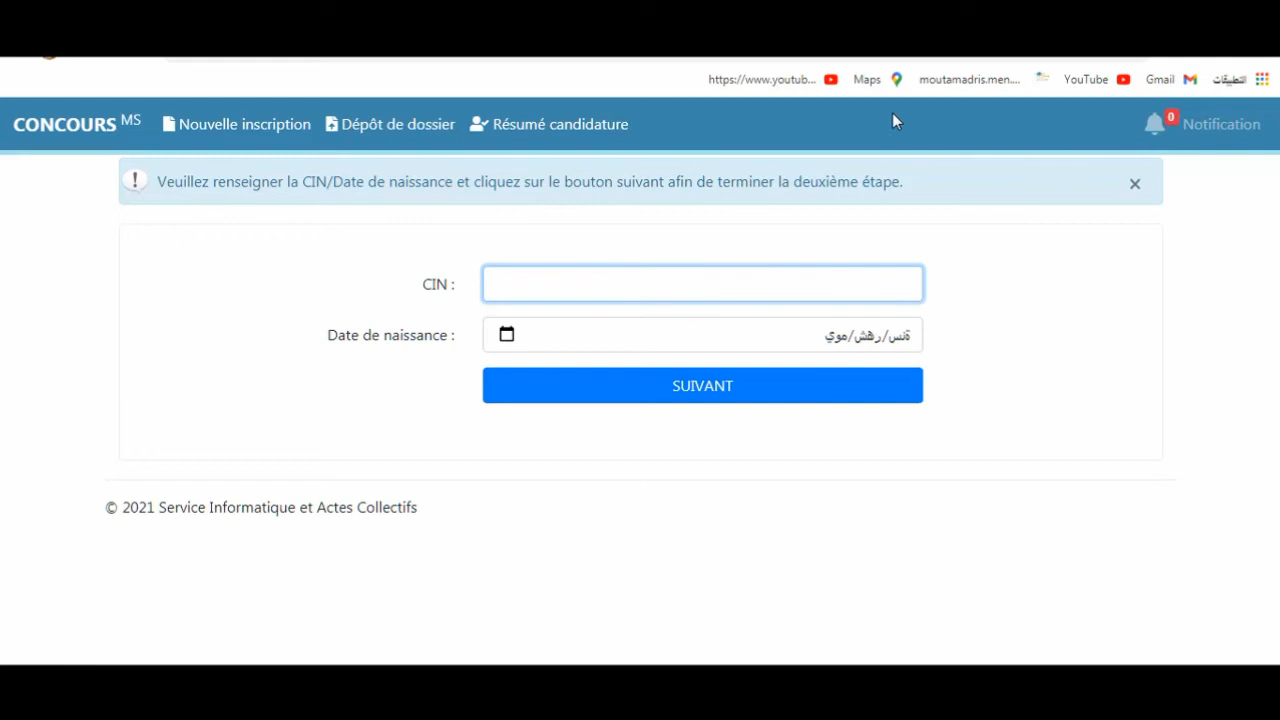 https://www.youtub... Maps moutamadris.men.... YouTube Gmail التطبيقات
CONCOURS MS Nouvelle inscription Dépôt de dossier Résumé candidature 0 Notification
! Veuillez renseigner la CIN/Date de naissance et cliquez sur le bouton suivant afin de terminer la deuxième étape. ×
CIN :
Date de naissance : يوم/شهر/سنة
SUIVANT
© 2021 Service Informatique et Actes Collectifs